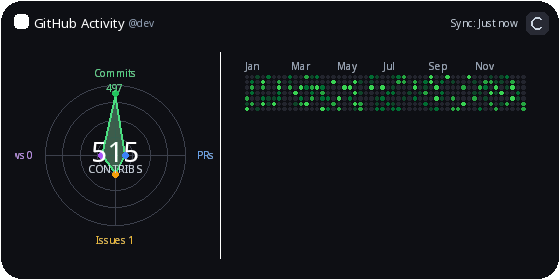 GitHub Activity @dev
Sync: Just now
Commits
497
vs 0
515
CONTRIBS
PRs
Issues 1
Jan Mar May Jul Sep Nov